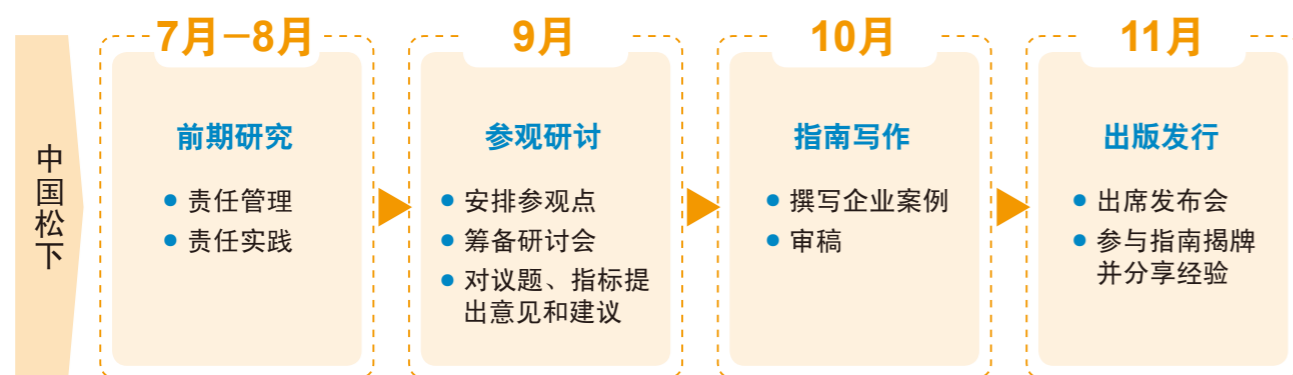 中国松下
7月—8月
前期研究
责任管理
责任实践
9月
参观研讨
安排参观点
筹备研讨会
对议题、指标提
出意见和建议
10月
指南写作
撰写企业案例
审稿
11月
出版发行
出席发布会
参与指南揭牌
并分享经验